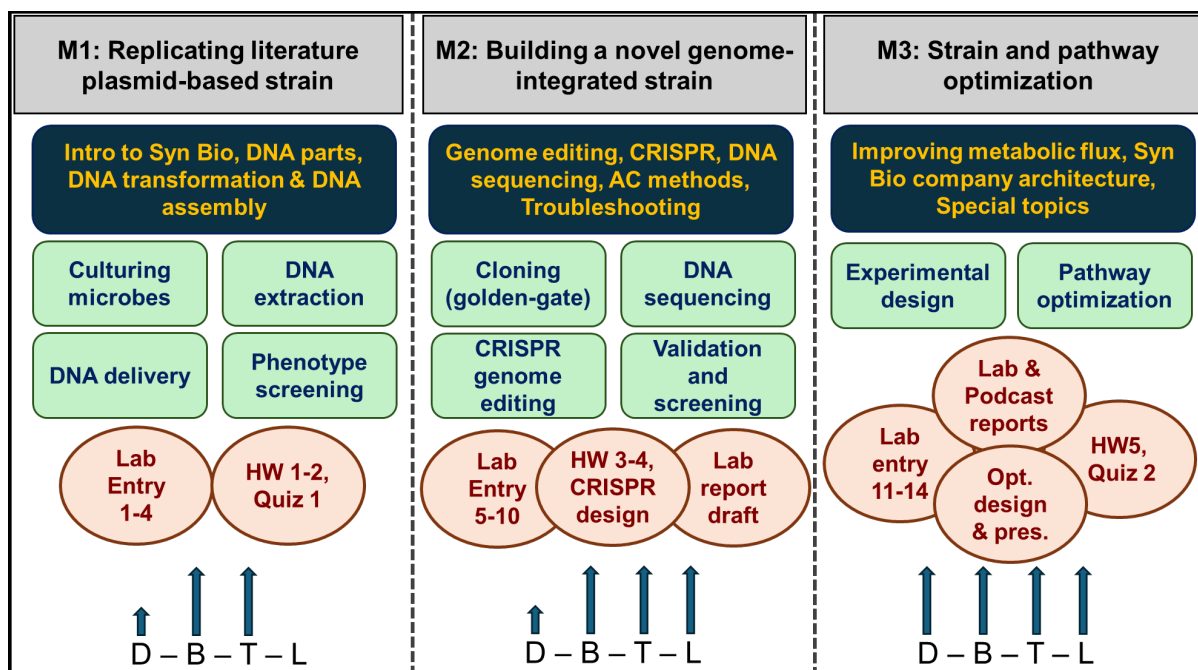 M1: Replicating literature
plasmid-based strain
Intro to Syn Bio, DNA parts,
DNA transformation & DNA
assembly
Culturing
microbes
DNA
extraction
DNA delivery
Phenotype
screening
Lab
Entry
1-4
HW 1-2,
Quiz 1
D – B – T – L
M2: Building a novel genome-
integrated strain
Genome editing, CRISPR, DNA
sequencing, AC methods,
Troubleshooting
Cloning
(golden-gate)
DNA
sequencing
CRISPR
genome
editing
Validation
and
screening
Lab
Entry
5-10
HW 3-4,
CRISPR
design
Lab
report
draft
D – B – T – L
M3: Strain and pathway
optimization
Improving metabolic flux, Syn
Bio company architecture,
Special topics
Experimental
design
Pathway
optimization
Lab &
Podcast
reports
Lab
entry
11-14
HW5,
Quiz 2
Opt.
design
& pres.
D – B – T – L